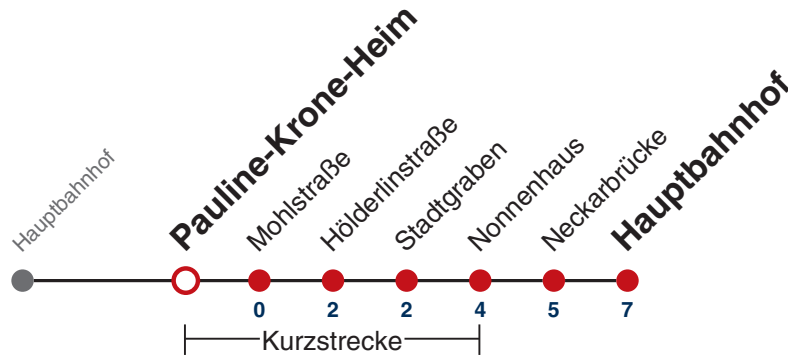 Hauptbahnhof
Pauline-Krone-Heim
Mohlstraße
Hölderlinstraße
Stadtgraben
Nonnenhaus
Neckarbrücke
Hauptbahnhof
0 2 2 4 5 7
Kurzstrecke